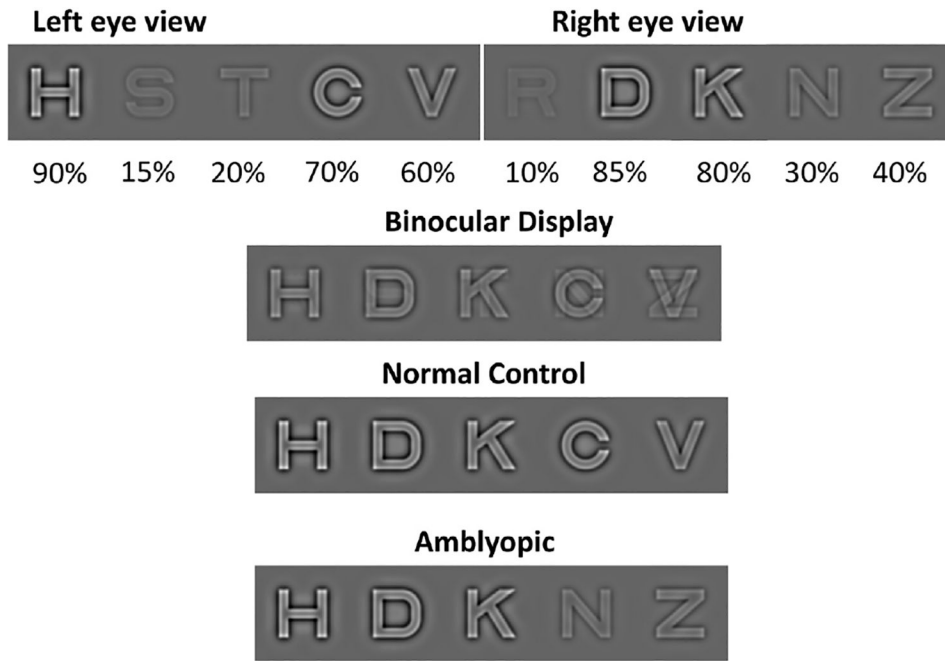 Left eye view Right eye view
H S T C V R D K N Z
90% 15% 20% 70% 60% 10% 85% 80% 30% 40%
Binocular Display
H D K C V
Normal Control
H D K C V
Amblyopic
H D K N Z